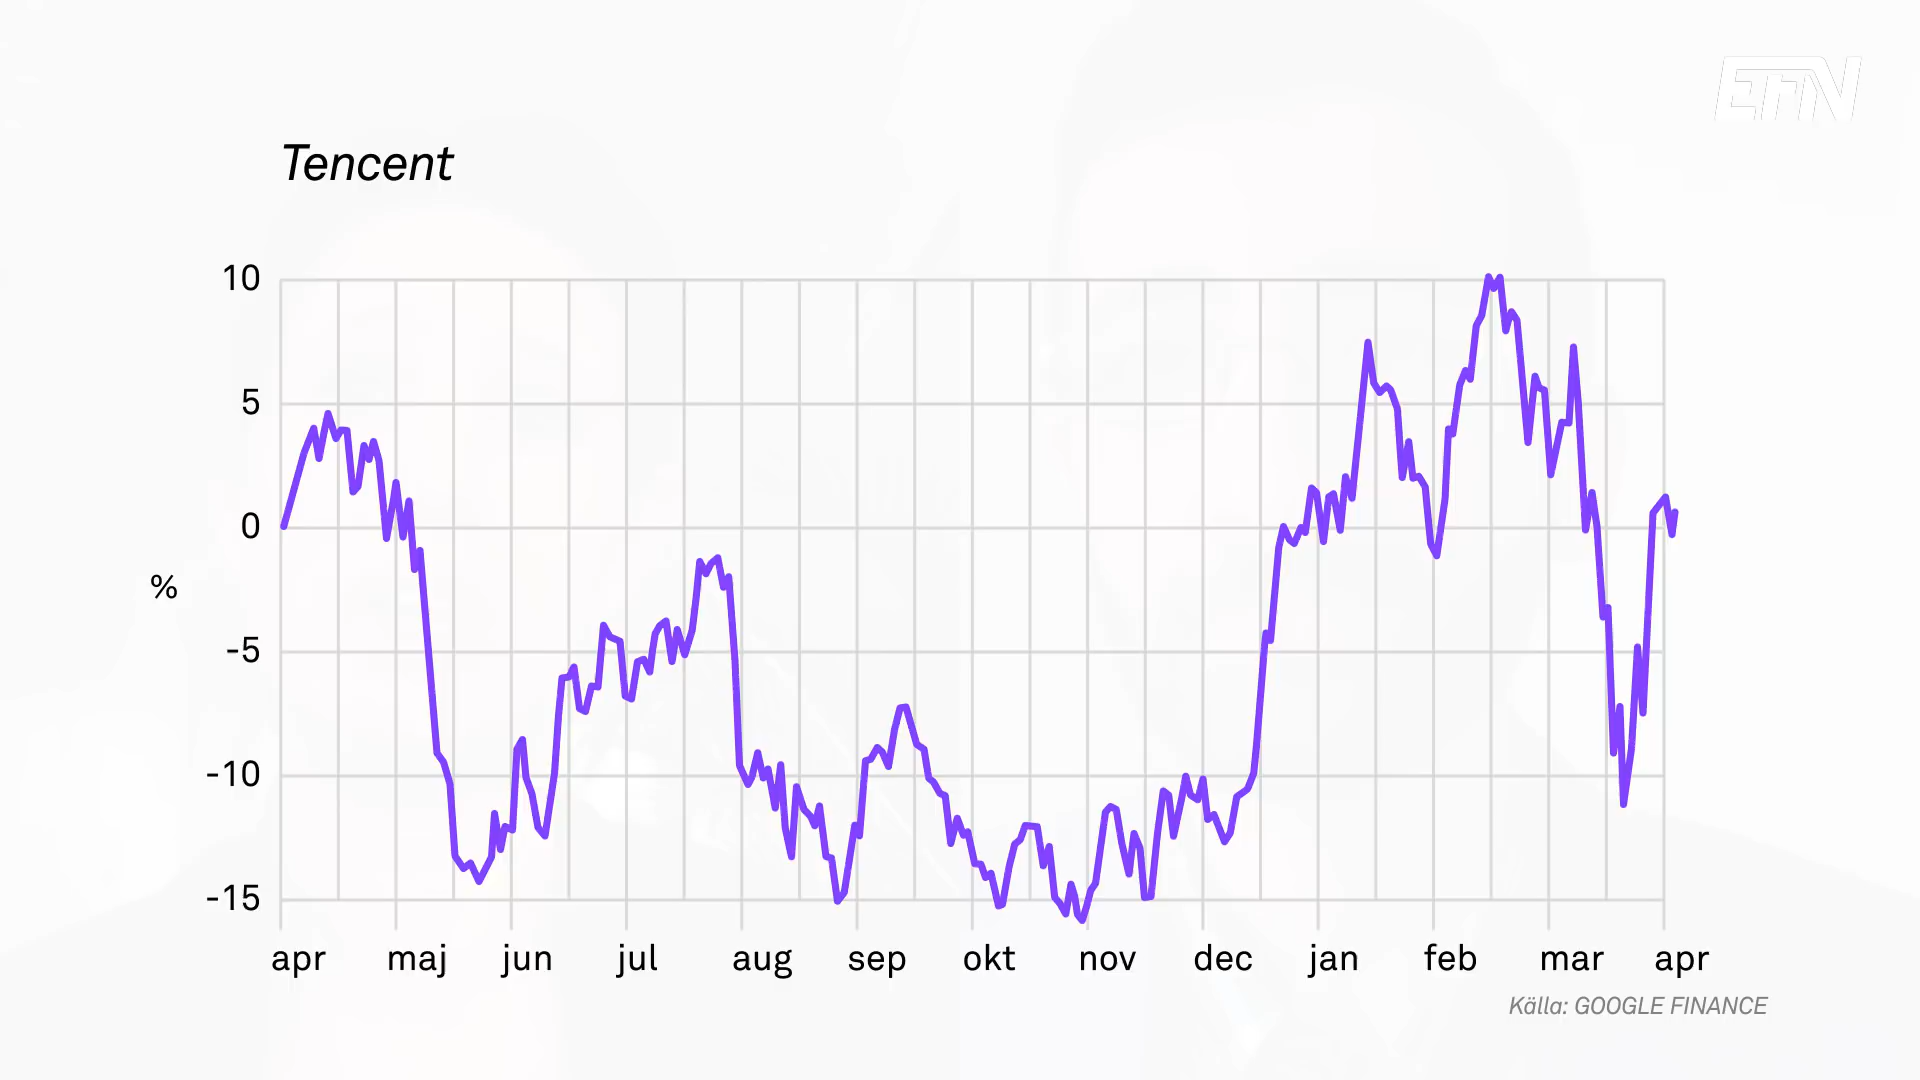 EFN
Tencent
10
5
0
%
-5
-10
-15
apr maj jun jul aug sep okt nov dec jan feb mar apr
Källa: GOOGLE FINANCE